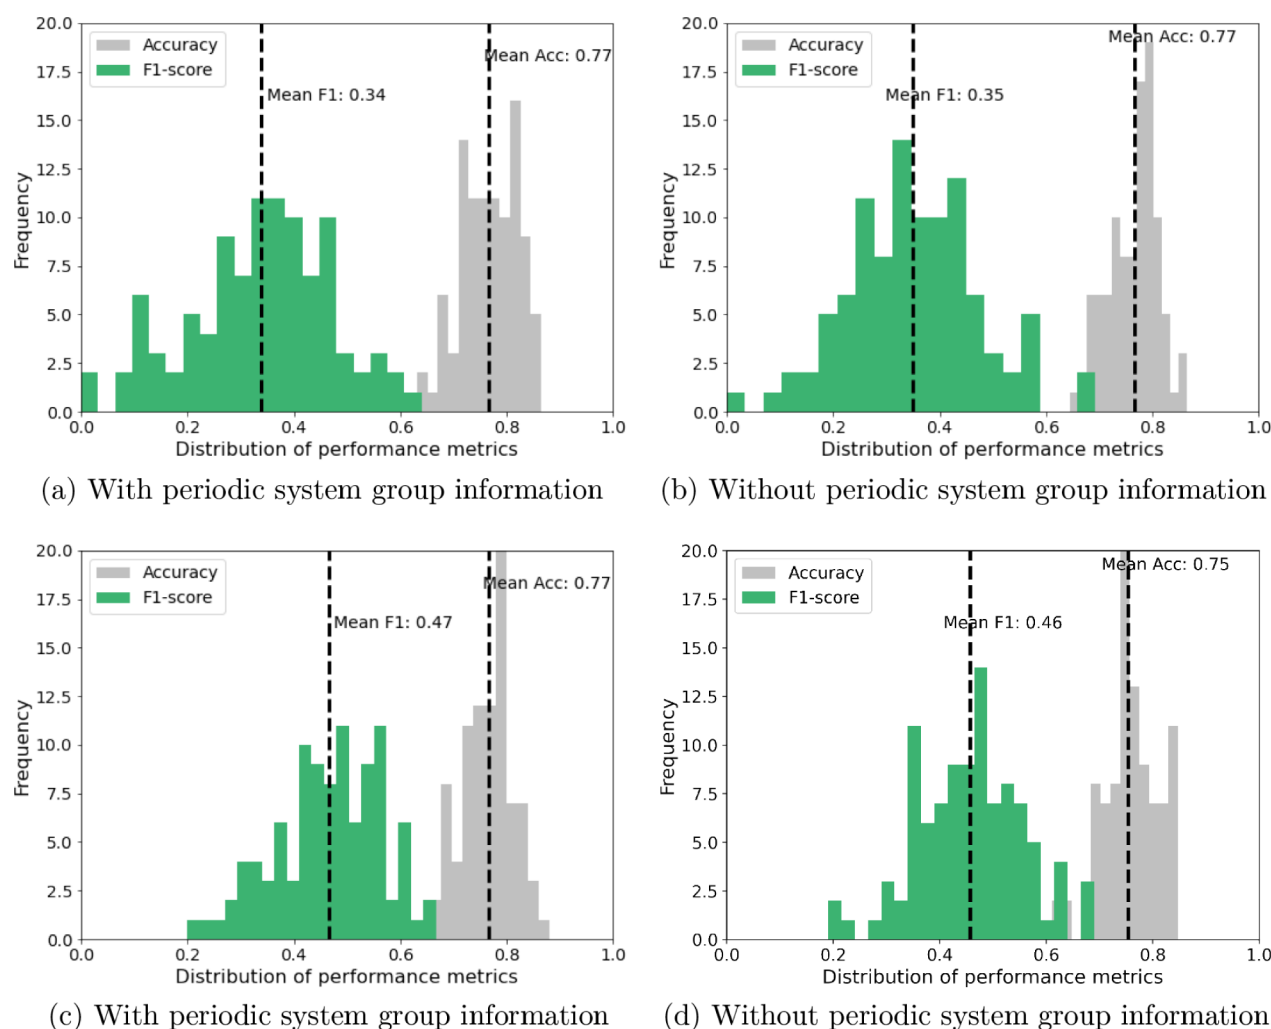 20.0
17.5
15.0
12.5
10.0
7.5
5.0
2.5
0.0
Frequency
Accuracy
F1-score
Mean F1: 0.34
Mean Acc: 0.77
0.0 0.2 0.4 0.6 0.8 1.0
Distribution of performance metrics
(a) With periodic system group information
20.0
17.5
15.0
12.5
10.0
7.5
5.0
2.5
0.0
Frequency
Accuracy
F1-score
Mean F1: 0.35
Mean Acc: 0.77
0.0 0.2 0.4 0.6 0.8 1.0
Distribution of performance metrics
(b) Without periodic system group information
20.0
17.5
15.0
12.5
10.0
7.5
5.0
2.5
0.0
Frequency
Accuracy
F1-score
Mean F1: 0.47
Mean Acc: 0.77
0.0 0.2 0.4 0.6 0.8 1.0
Distribution of performance metrics
(c) With periodic system group information
20.0
17.5
15.0
12.5
10.0
7.5
5.0
2.5
0.0
Frequency
Accuracy
F1-score
Mean F1: 0.46
Mean Acc: 0.75
0.0 0.2 0.4 0.6 0.8 1.0
Distribution of performance metrics
(d) Without periodic system group information